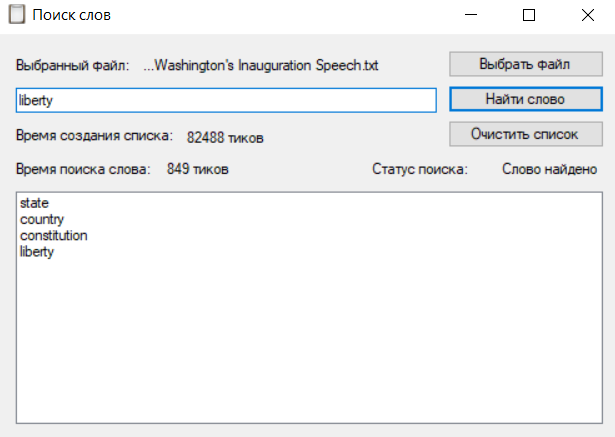 Поиск слов
Выбранный файл: ...Washington's Inauguration Speech.txt Выбрать файл
liberty Найти слово
Время создания списка: 82488 тиков Очистить список
Время поиска слова: 849 тиков Статус поиска: Слово найдено
state
country
constitution
liberty